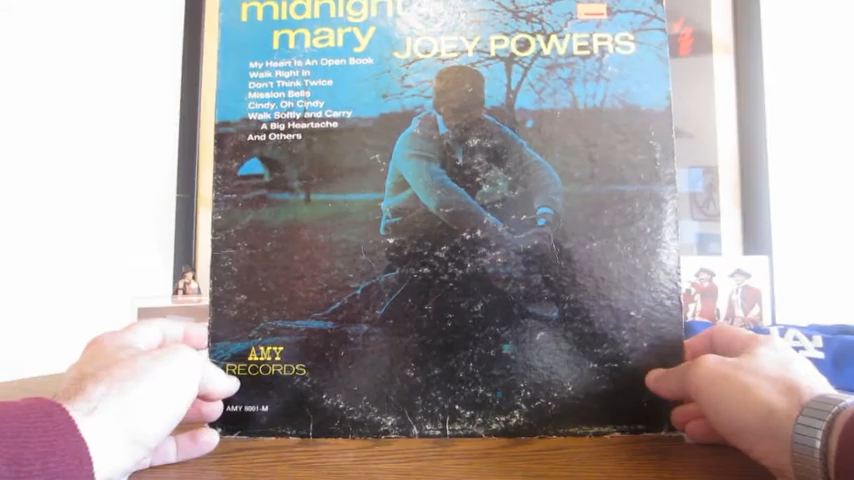 midnight
mary JOEY POWERS
My Heart Is An Open Book
Walk Right In
Don't Think Twice
Mission Bells
Cindy, Oh Cindy
Walk Softly and Carry
A Big Heartache
And Others
AMY
RECORDS
AMY 8001-M
LA